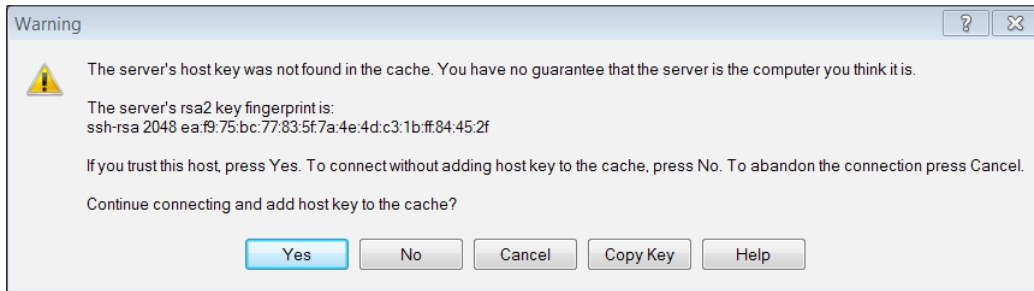 Warning
The server's host key was not found in the cache. You have no guarantee that the server is the computer you think it is.
The server's rsa2 key fingerprint is:
ssh-rsa 2048 ea:f9:75:bc:77:83:5f:7a:4e:4d:c3:1b:ff:84:45:2f
If you trust this host, press Yes. To connect without adding host key to the cache, press No. To abandon the connection press Cancel.
Continue connecting and add host key to the cache?
Yes No Cancel Copy Key Help